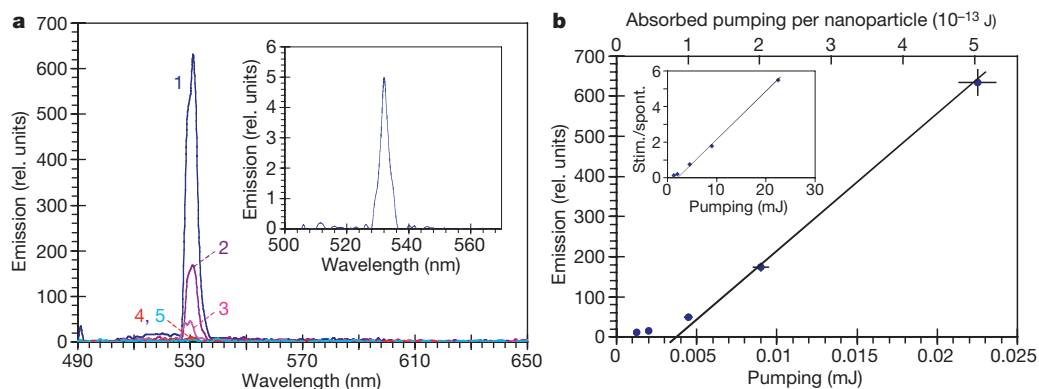 a
700
600
500
400
300
200
100
0
Emission (rel. units)
490
530
570
610
650
Wavelength (nm)
1
2
3
4, 5
6
5
4
3
2
1
0
Emission (rel. units)
500
520
540
560
Wavelength (nm)
b
Absorbed pumping per nanoparticle (10⁻¹³ J)
0 1 2 3 4 5
700
600
500
400
300
200
100
0
Emission (rel. units)
0 0.005 0.01 0.015 0.02 0.025
Pumping (mJ)
6
4
2
0
Stim./spont.
0 10 20 30
Pumping (mJ)